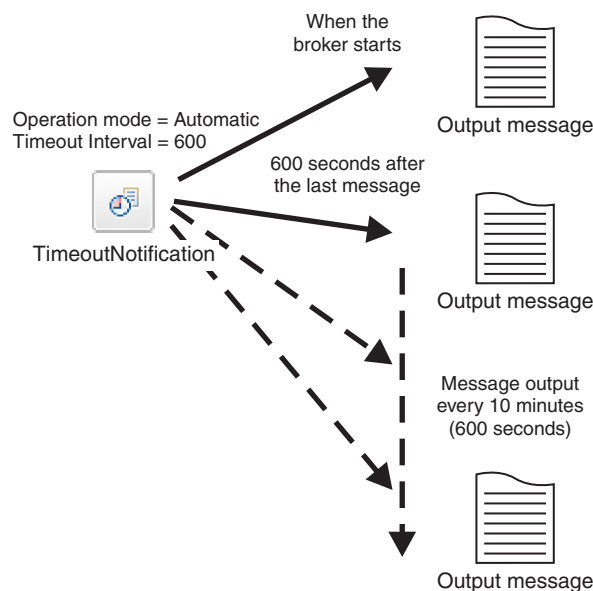 When the
broker starts
Output message
Operation mode = Automatic
Timeout Interval = 600
600 seconds after
the last message
TimeoutNotification
Output message
Message output
every 10 minutes
(600 seconds)
Output message